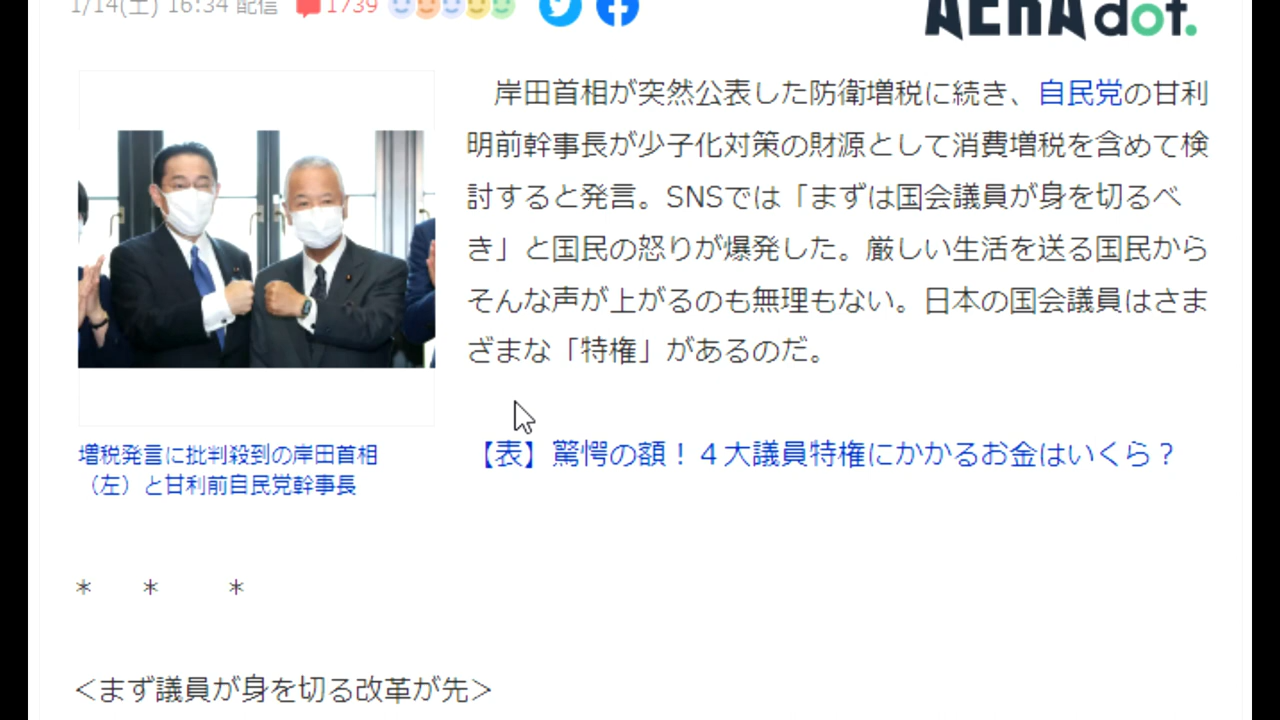 1/14(土) 16:34 配信 1739
AERA dot.
岸田首相が突然公表した防衛増税に続き、自民党の甘利
明前幹事長が少子化対策の財源として消費増税を含めて検
討すると発言。SNSでは「まずは国会議員が身を切るべ
き」と国民の怒りが爆発した。厳しい生活を送る国民から
そんな声が上がるのも無理もない。日本の国会議員はさま
ざまな「特権」があるのだ。
【表】驚愕の額！４大議員特権にかかるお金はいくら？
増税発言に批判殺到の岸田首相
（左）と甘利前自民党幹事長
＊　＊　　＊
＜まず議員が身を切る改革が先＞